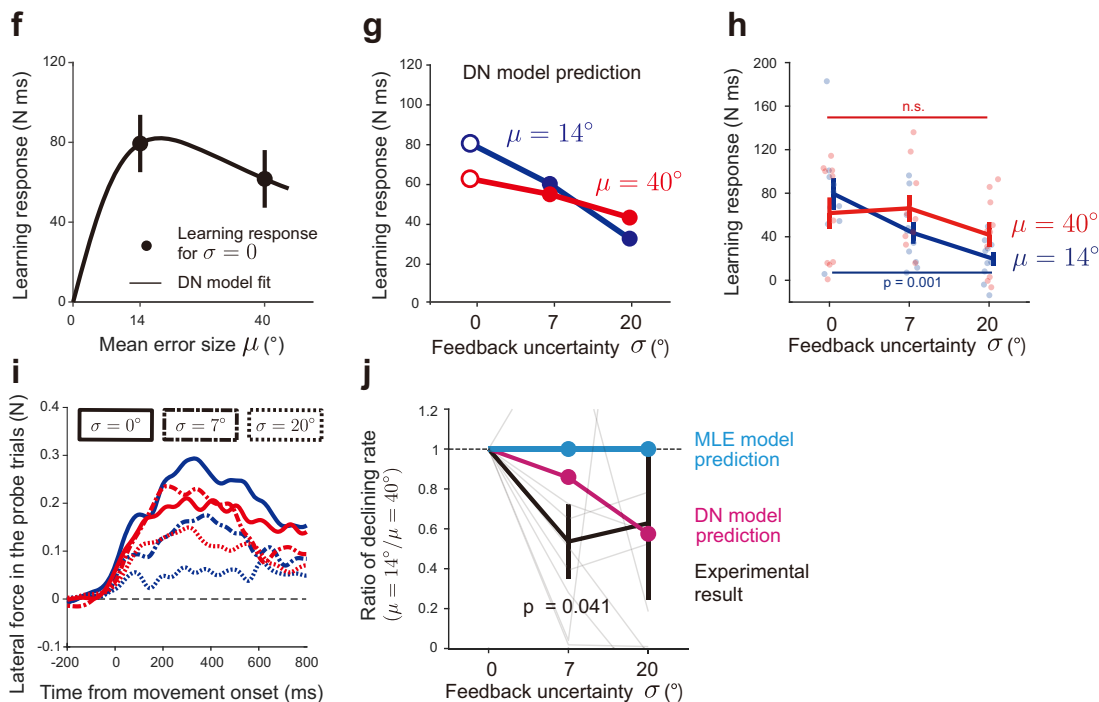 f
Learning response (N ms)
120
80
40
0
0
14
40
Mean error size μ (°)
Learning response
for σ = 0
DN model fit
g
DN model prediction
Learning response (N ms)
120
100
80
60
40
20
0
μ = 14°
μ = 40°
0
7
20
Feedback uncertainty σ (°)
h
Learning response (N ms)
200
160
120
80
40
0
n.s.
μ = 40°
μ = 14°
p = 0.001
0
7
20
Feedback uncertainty σ (°)
i
Lateral force in the probe trials (N)
0.4
0.3
0.2
0.1
0
-0.1
σ = 0°
σ = 7°
σ = 20°
-200
0
200
400
600
800
Time from movement onset (ms)
j
Ratio of declining rate
(μ = 14°/μ = 40°)
1.2
1
0.8
0.6
0.4
0.2
0
p = 0.041
MLE model
prediction
DN model
prediction
Experimental
result
0
7
20
Feedback uncertainty σ (°)